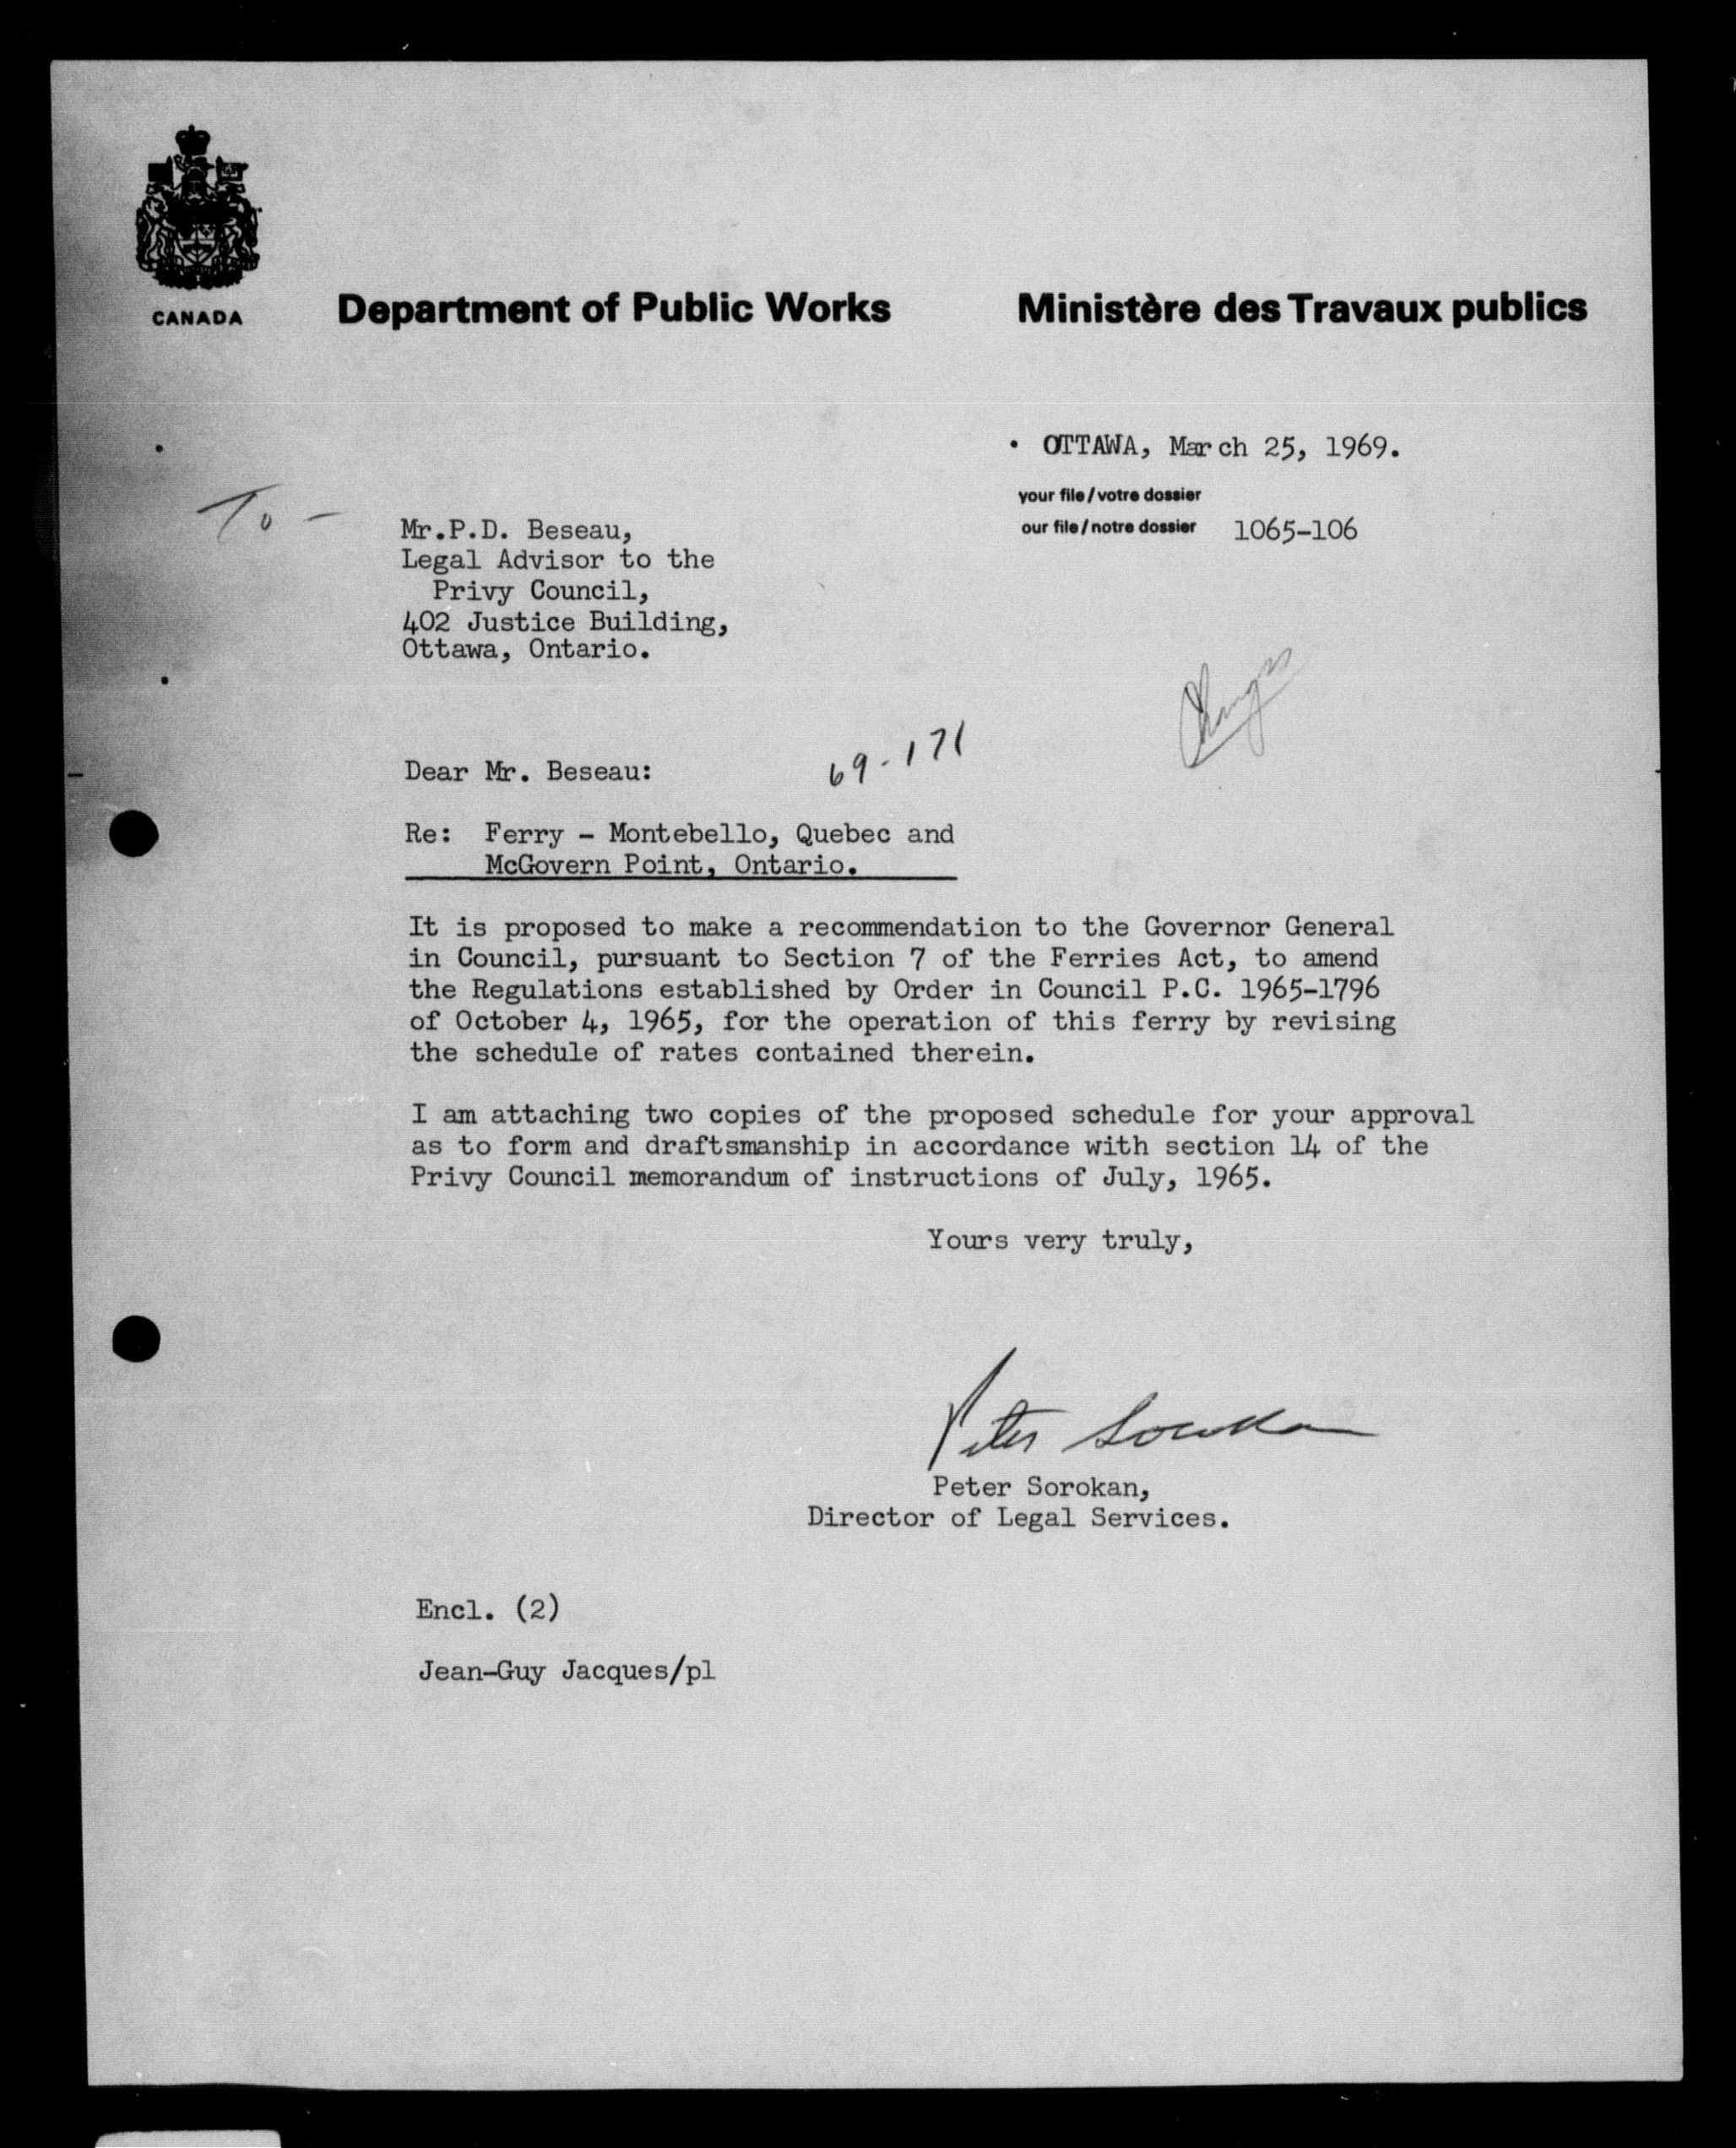 CANADA
Department of Public Works
Ministère des Travaux publics
OTTAWA, March 25, 1969.
your file/votre dossier
our file/notre dossier 1065-106
To -
Mr.P.D. Beseau,
Legal Advisor to the
Privy Council,
402 Justice Building,
Ottawa, Ontario.
Dear Mr. Beseau:
69-171
Re: Ferry - Montebello, Quebec and
McGovern Point, Ontario.
It is proposed to make a recommendation to the Governor General
in Council, pursuant to Section 7 of the Ferries Act, to amend
the Regulations established by Order in Council P.C. 1965-1796
of October 4, 1965, for the operation of this ferry by revising
the schedule of rates contained therein.
I am attaching two copies of the proposed schedule for your approval
as to form and draftsmanship in accordance with section 14 of the
Privy Council memorandum of instructions of July, 1965.
Yours very truly,
Peter Sorokan
Peter Sorokan,
Director of Legal Services.
Encl. (2)
Jean-Guy Jacques/pl